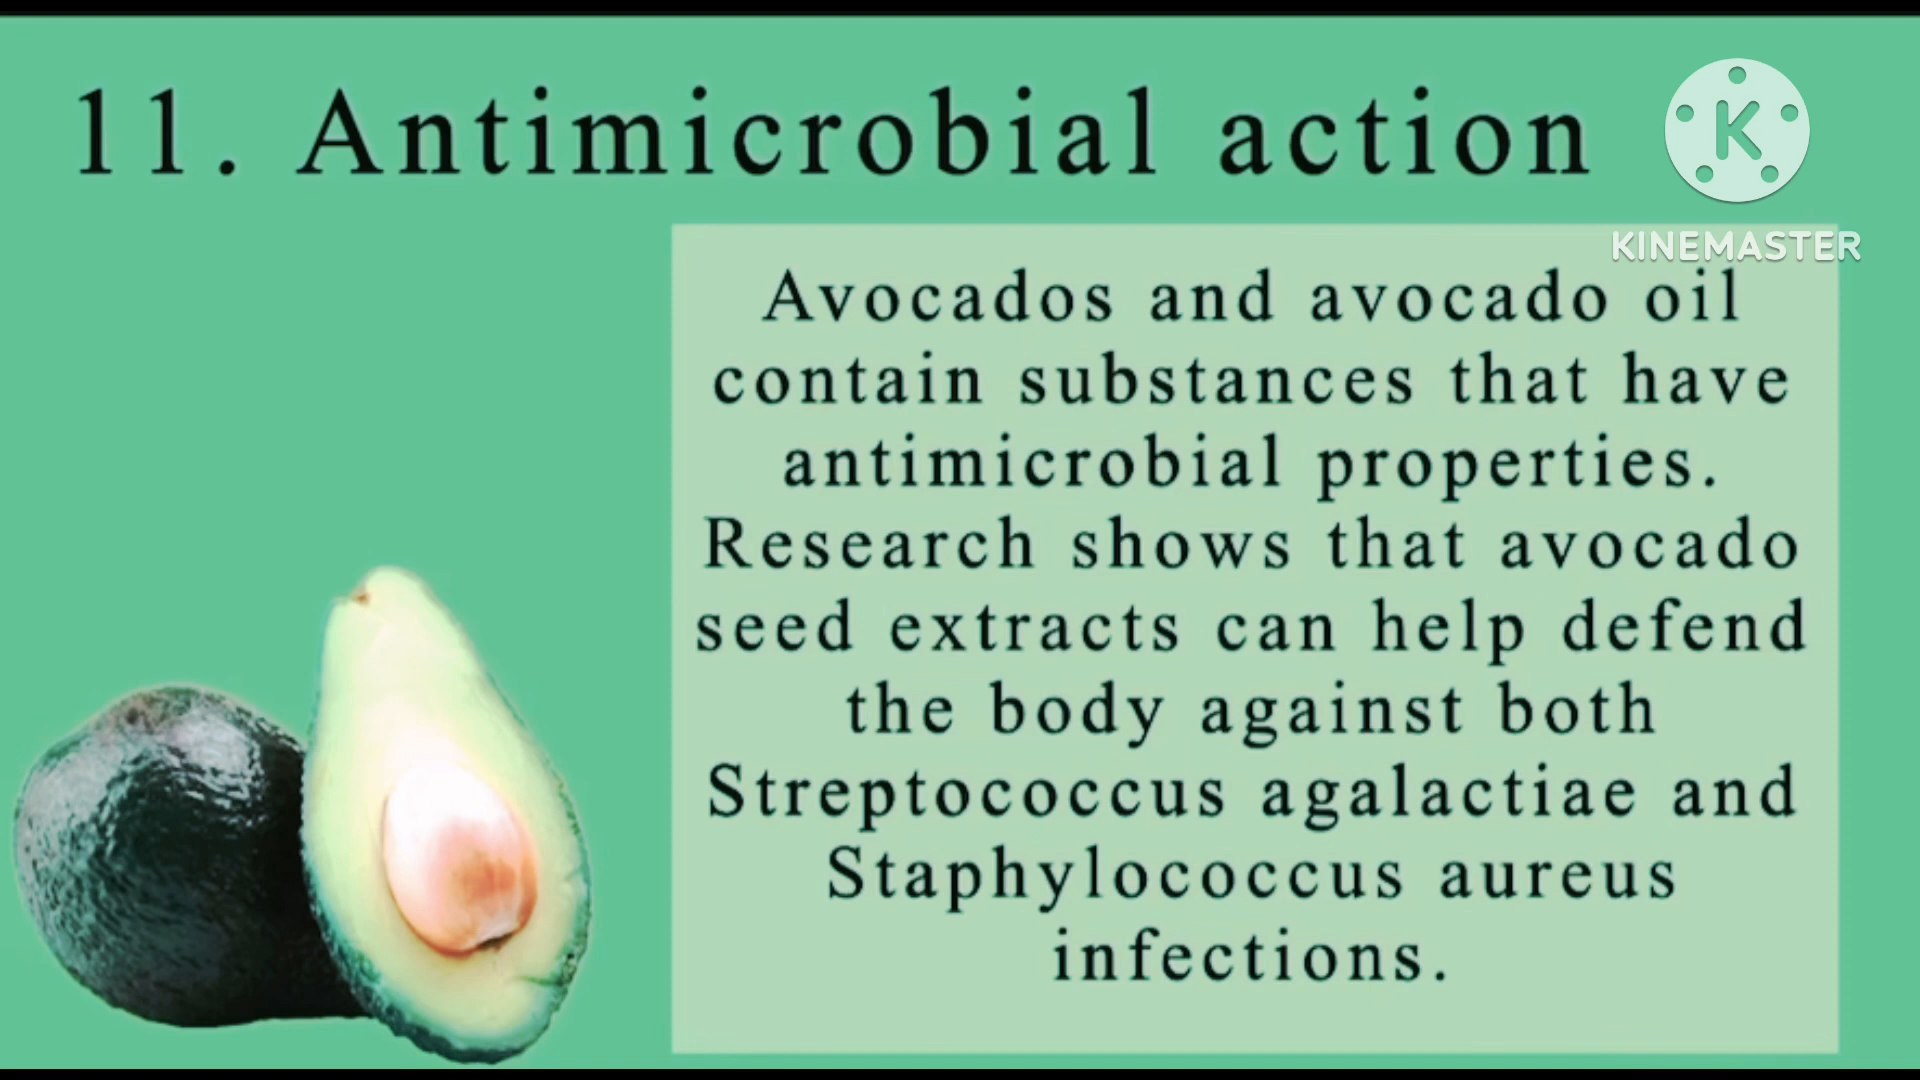 11. Antimicrobial action
K
KINEMASTER
Avocados and avocado oil
contain substances that have
antimicrobial properties.
Research shows that avocado
seed extracts can help defend
the body against both
Streptococcus agalactiae and
Staphylococcus aureus
infections.